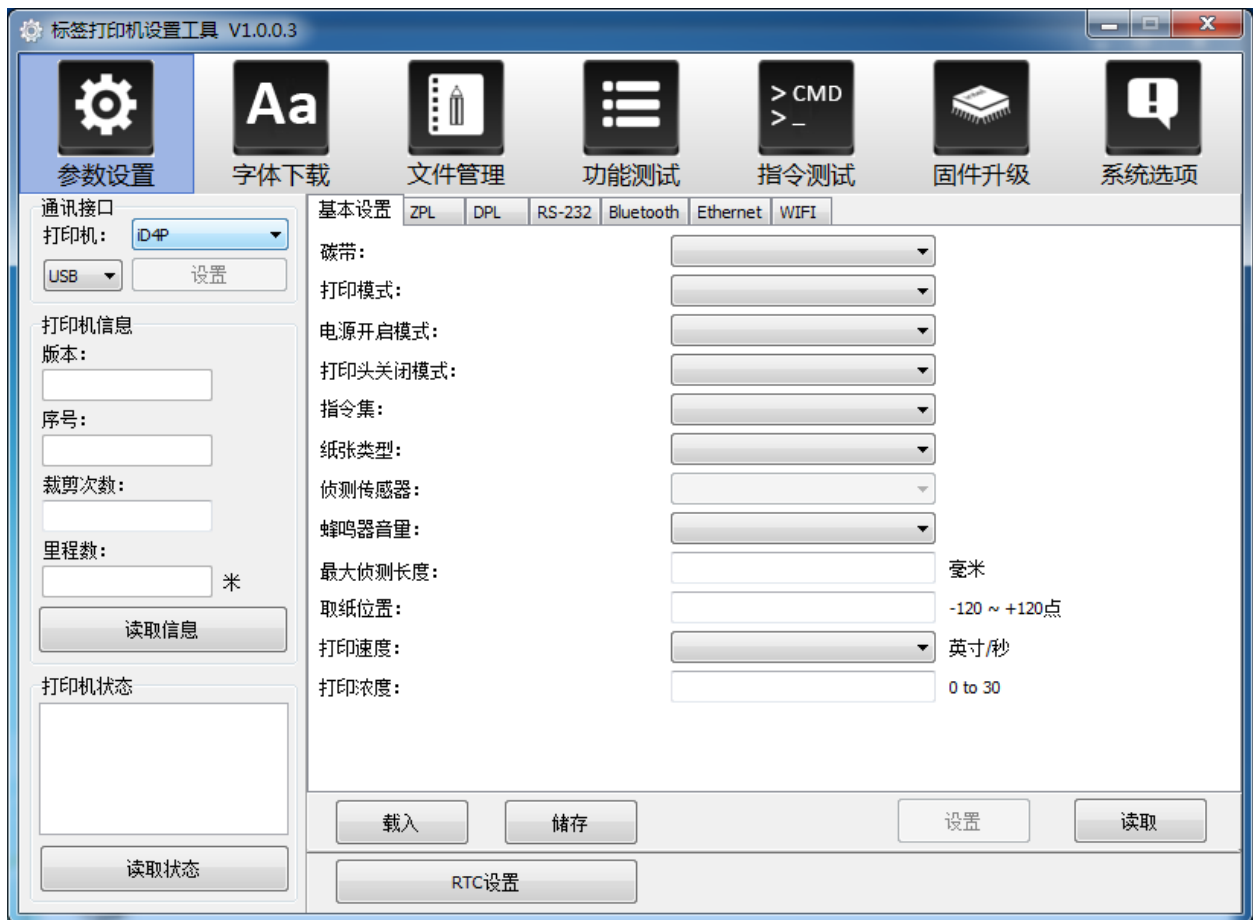 标签打印机设置工具 V1.0.0.3
Aa
> CMD
> _
参数设置 字体下载 文件管理 功能测试 指令测试 固件升级 系统选项
通讯接口
打印机: iD4P
USB 设置
打印机信息
版本:
序号:
裁剪次数:
里程数:
米
读取信息
打印机状态
读取状态
基本设置 ZPL DPL RS-232 Bluetooth Ethernet WIFI
碳带:
打印模式:
电源开启模式:
打印头关闭模式:
指令集:
纸张类型:
侦测传感器:
蜂鸣器音量:
最大侦测长度: 毫米
取纸位置: -120 ~ +120点
打印速度: 英寸/秒
打印浓度: 0 to 30
载入 储存 设置 读取
RTC设置